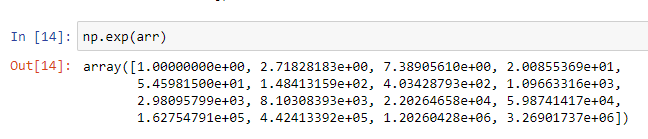 In [14]: np.exp(arr)
Out[14]: array([1.00000000e+00, 2.71828183e+00, 7.38905610e+00, 2.00855369e+01,
5.45981500e+01, 1.48413159e+02, 4.03428793e+02, 1.09663316e+03,
2.98095799e+03, 8.10308393e+03, 2.20264658e+04, 5.98741417e+04,
1.62754791e+05, 4.42413392e+05, 1.20260428e+06, 3.26901737e+06])